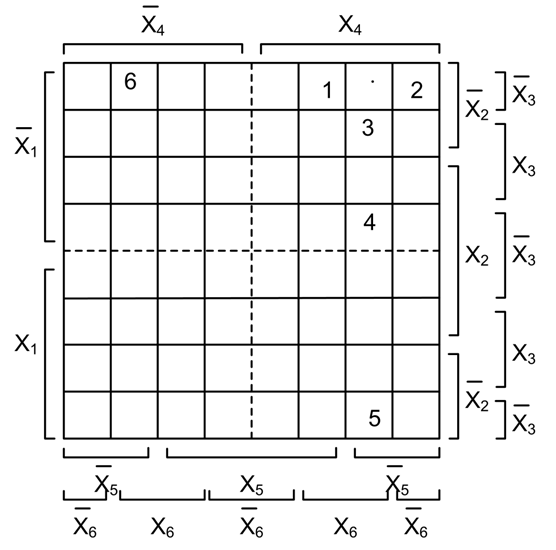 X̅₄ X₄
6 1 2
X̅₂ X̅₃
3
X̅₁ X₃
4
X₂ X̅₃
X₁ X₃
X̅₂ X̅₃
5
X̅₅ X₅ X̅₅
X̅₆ X₆ X̅₆ X₆ X̅₆